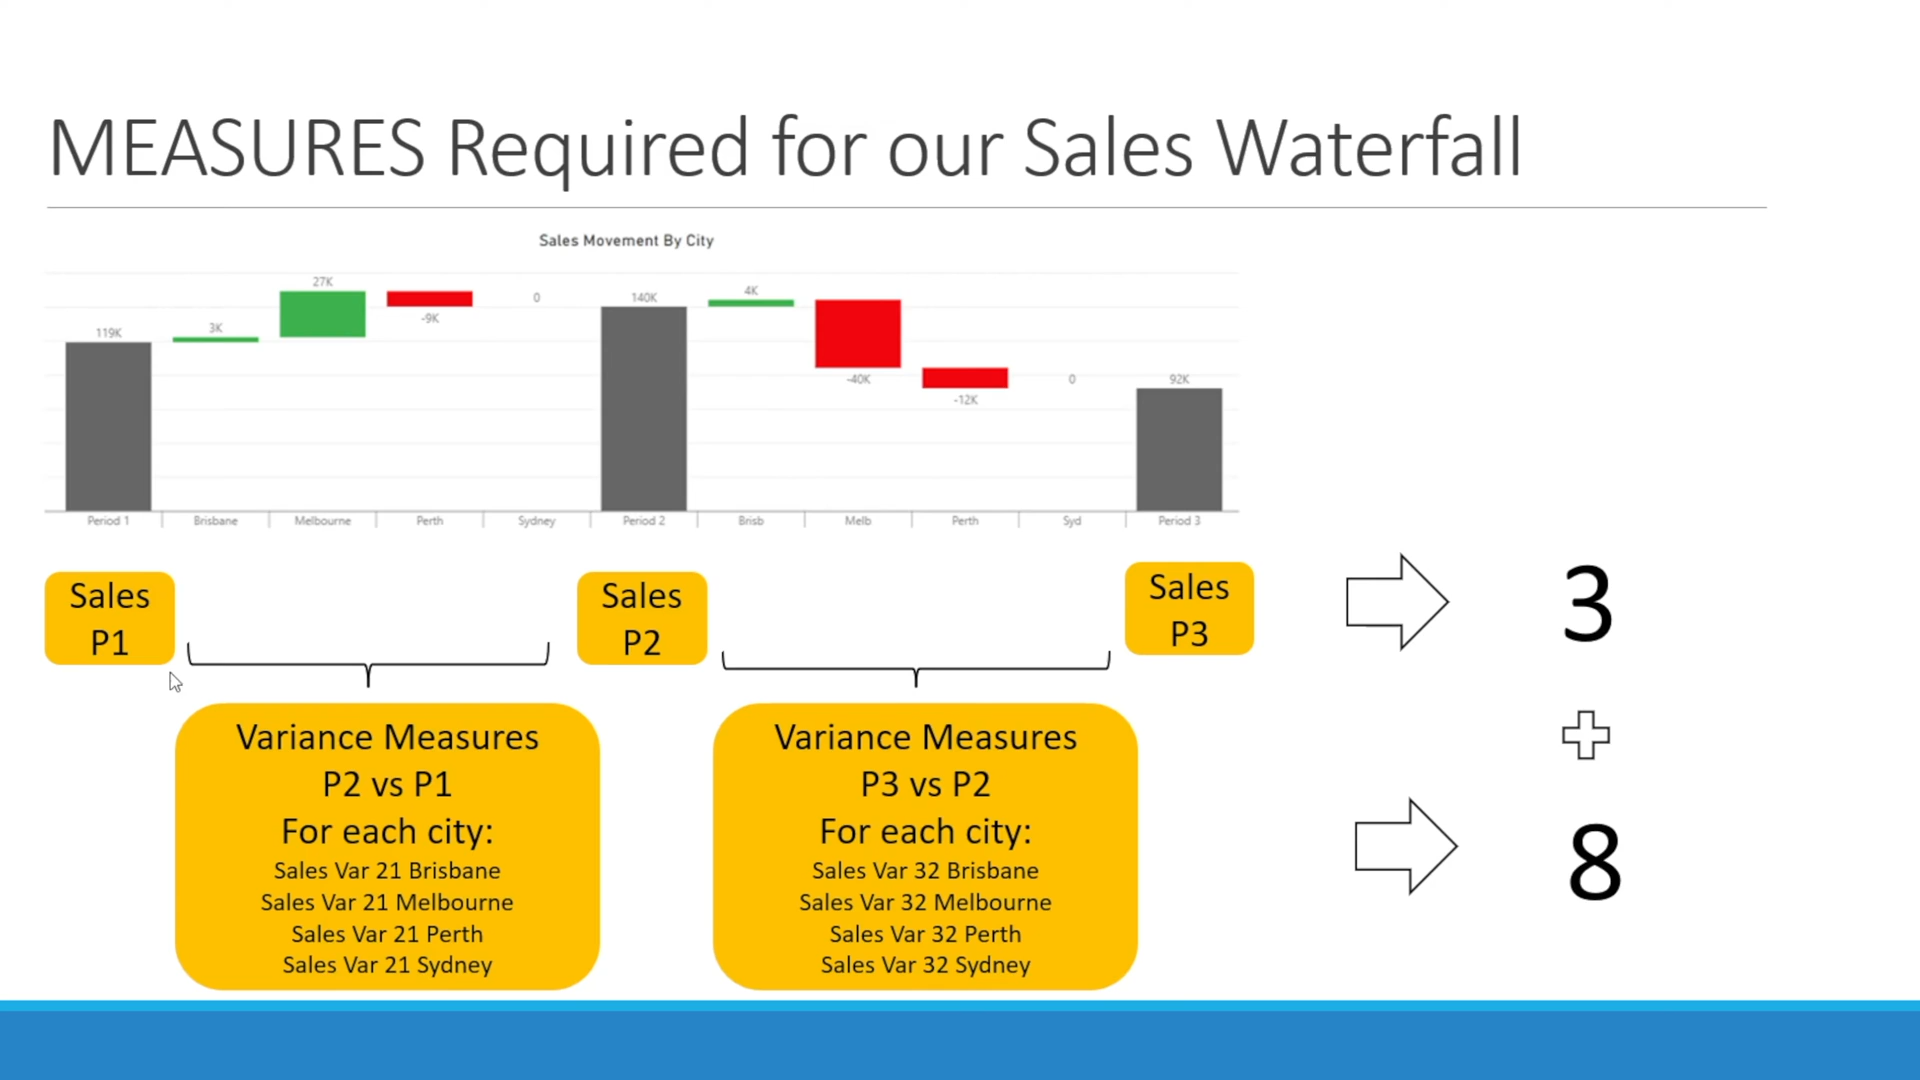 MEASURES Required for our Sales Waterfall
Sales Movement By City
119K
3K
27K
-9K
0
140K
4K
-40K
-12K
0
92K
Period 1
Brisbane
Melbourne
Perth
Sydney
Period 2
Brisb
Melb
Perth
Syd
Period 3
Sales
P1
Sales
P2
Sales
P3
3
Variance Measures
P2 vs P1
For each city:
Sales Var 21 Brisbane
Sales Var 21 Melbourne
Sales Var 21 Perth
Sales Var 21 Sydney
Variance Measures
P3 vs P2
For each city:
Sales Var 32 Brisbane
Sales Var 32 Melbourne
Sales Var 32 Perth
Sales Var 32 Sydney
8